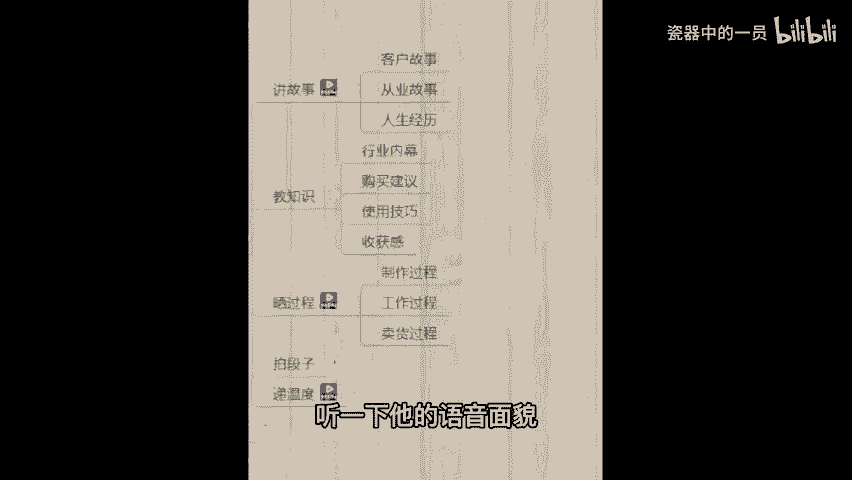 瓷器中的一员 bilibili
客户故事
讲故事
从业故事
人生经历
行业内幕
购买建议
教知识
使用技巧
收获感
制作过程
晒过程
工作过程
卖货过程
拍段子
递温度
听一下他的语音面貌